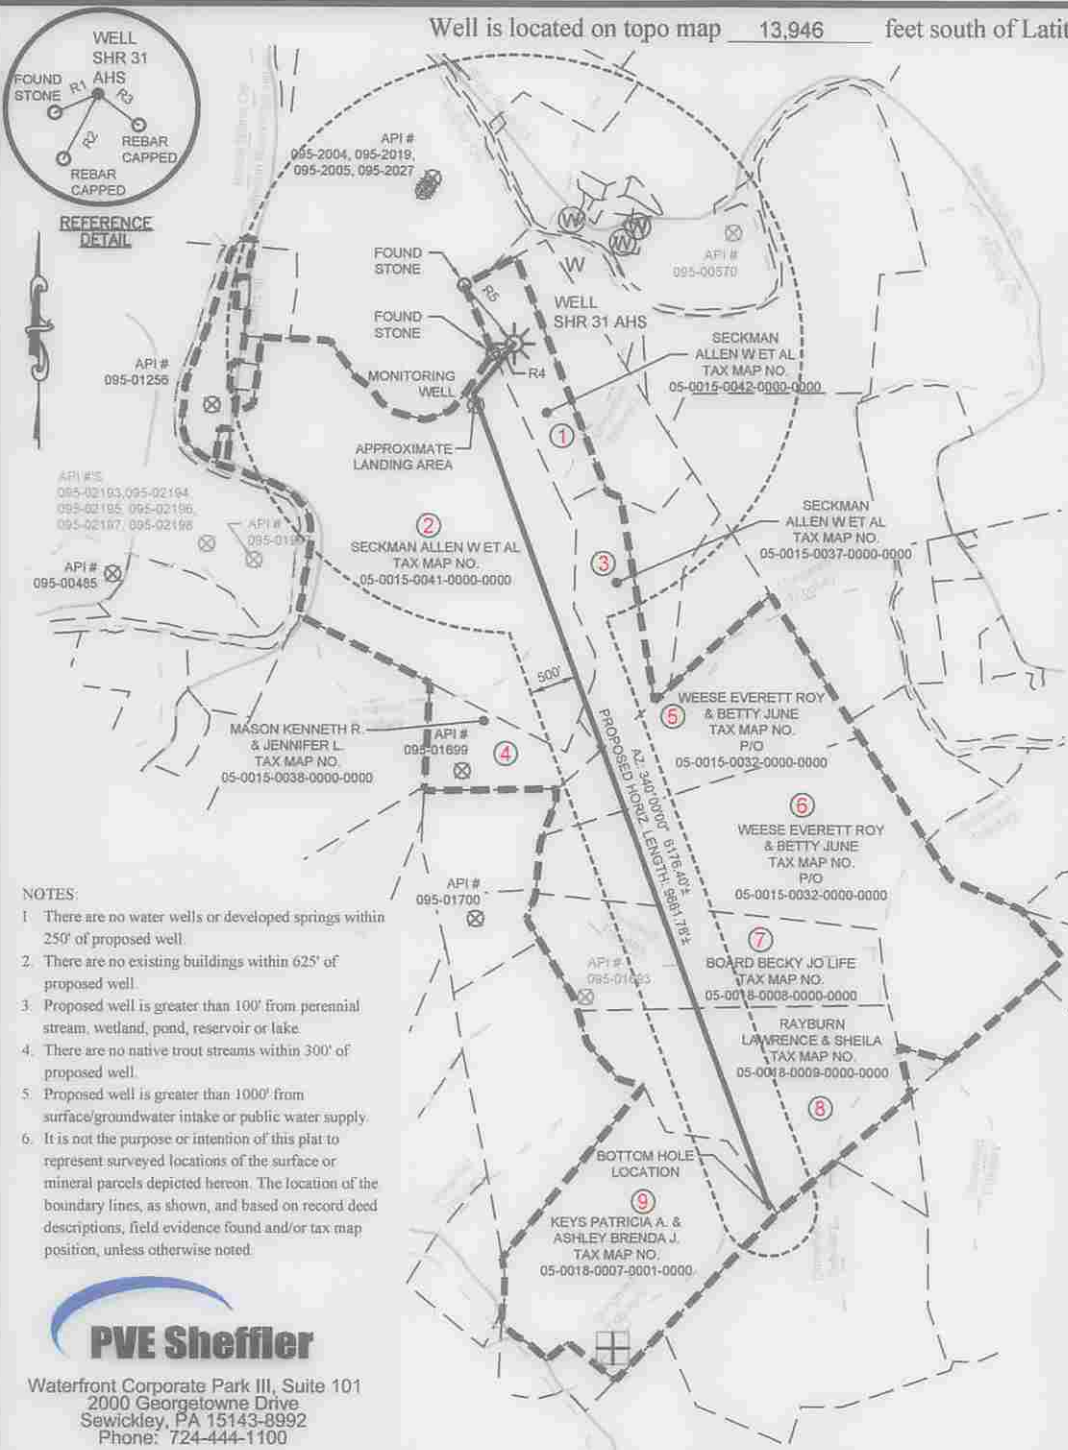 Well is located on topo map 13,946 feet south of Latit
WELL
SHR 31
AHS
FOUND
STONE
R1
R3
R2
REBAR
CAPPED
REBAR
CAPPED
REFERENCE
DETAIL
API #
095-2004, 095-2019,
095-2005, 095-2027
FOUND
STONE
R5
W
W
W
W
API #
095-00570
WELL
SHR 31 AHS
FOUND
STONE
R4
MONITORING
WELL
SECKMAN
ALLEN W ET AL
TAX MAP NO.
05-0015-0042-0000-0000
API #
095-01256
1
APPROXIMATE
LANDING AREA
API #'S
095-02193,095-02194
095-02195, 095-02196,
095-02197, 095-02198
API #
API #
095-00485
2
SECKMAN ALLEN W ET AL
TAX MAP NO.
05-0015-0041-0000-0000
SECKMAN
ALLEN W ET AL
TAX MAP NO.
05-0015-0037-0000-0000
3
500'
MASON KENNETH R.
& JENNIFER L.
TAX MAP NO.
05-0015-0038-0000-0000
API #
095-01699
4
PROPOSED HORIZ. LENGTH: 9661.78'±
AZ. 340°00'00" 6176.40'±
5
WEESE EVERETT ROY
& BETTY JUNE
TAX MAP NO.
P/O
05-0015-0032-0000-0000
6
WEESE EVERETT ROY
& BETTY JUNE
TAX MAP NO.
P/O
05-0015-0032-0000-0000
API #
095-01700
API #
095-01693
7
BOARD BECKY JO LIFE
TAX MAP NO.
05-0018-0008-0000-0000
RAYBURN
LAWRENCE & SHEILA
TAX MAP NO.
05-0018-0009-0000-0000
8
BOTTOM HOLE
LOCATION
9
KEYS PATRICIA A. &
ASHLEY BRENDA J.
TAX MAP NO.
05-0018-0007-0001-0000
NOTES:
1 There are no water wells or developed springs within
250' of proposed well.
2. There are no existing buildings within 625' of
proposed well.
3. Proposed well is greater than 100' from perennial
stream, wetland, pond, reservoir or lake.
4. There are no native trout streams within 300' of
proposed well.
5. Proposed well is greater than 1000' from
surface/groundwater intake or public water supply.
6. It is not the purpose or intention of this plat to
represent surveyed locations of the surface or
mineral parcels depicted hereon. The location of the
boundary lines, as shown, and based on record deed
descriptions, field evidence found and/or tax map
position, unless otherwise noted.
PVE Sheffler
Waterfront Corporate Park III, Suite 101
2000 Georgetowne Drive
Sewickley, PA 15143-8992
Phone: 724-444-1100